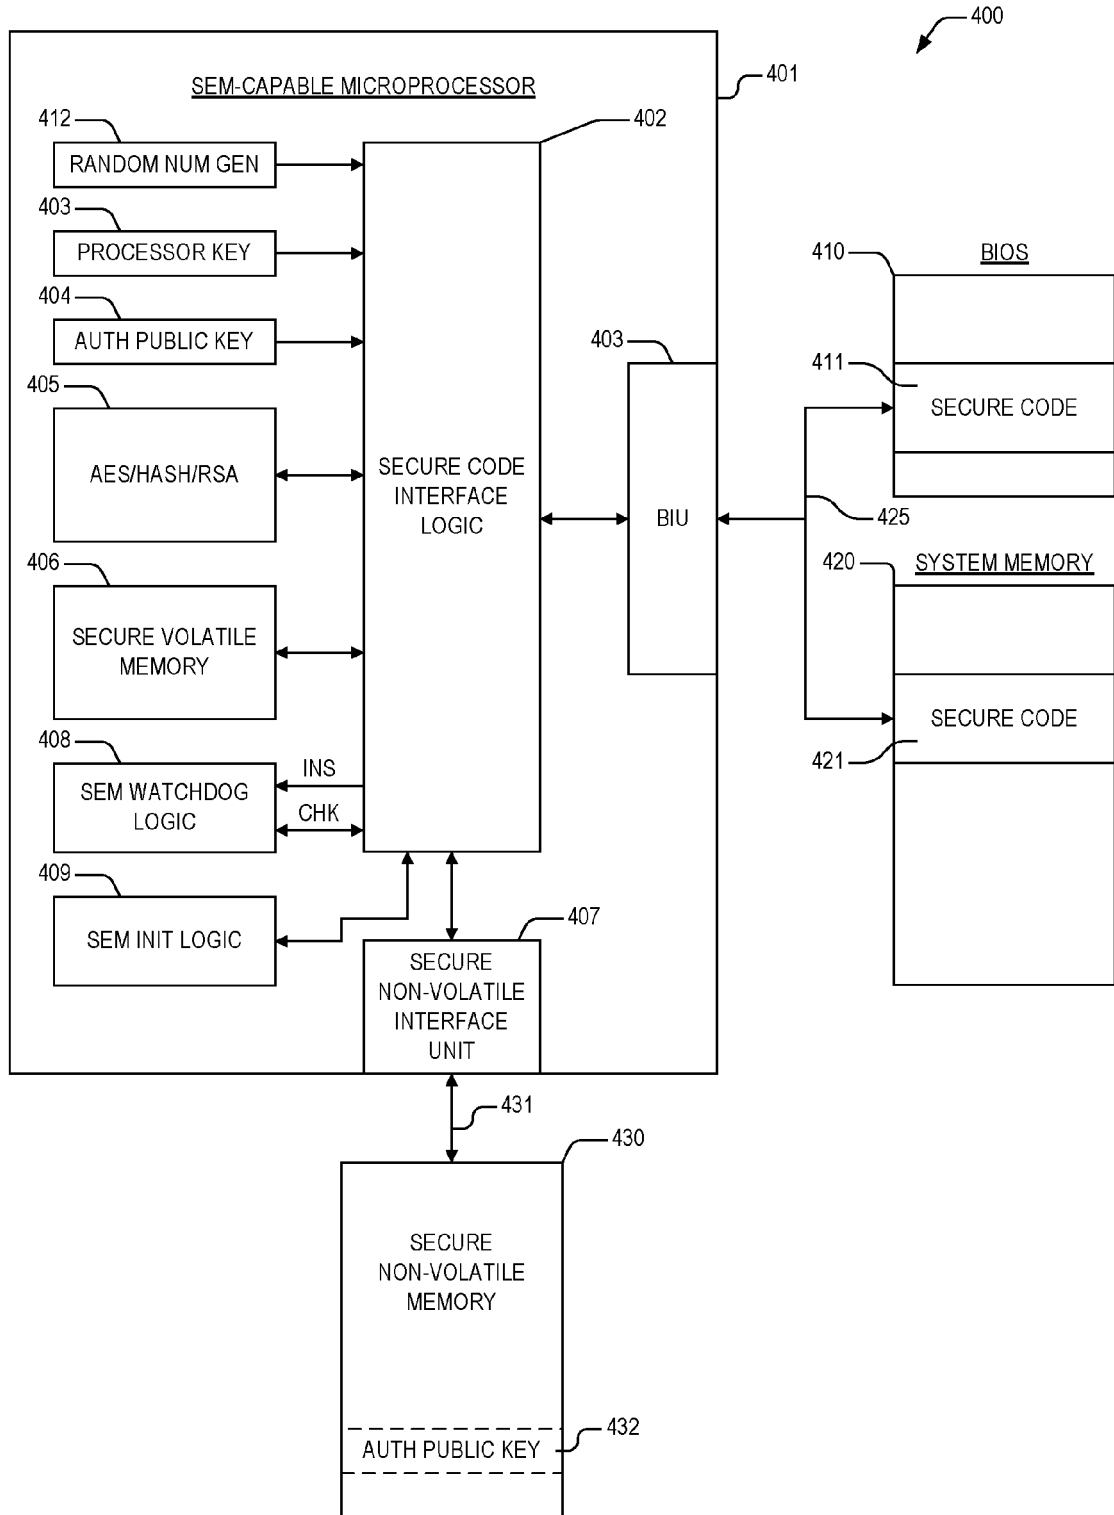 400
SEM-CAPABLE MICROPROCESSOR
401
412
402
RANDOM NUM GEN
403
PROCESSOR KEY
404
AUTH PUBLIC KEY
405
AES/HASH/RSA
SECURE CODE
INTERFACE
LOGIC
403
BIU
410
BIOS
411
SECURE CODE
425
406
SECURE VOLATILE
MEMORY
420
SYSTEM MEMORY
SECURE CODE
421
408
SEM WATCHDOG
LOGIC
INS
CHK
409
SEM INIT LOGIC
407
SECURE
NON-VOLATILE
INTERFACE
UNIT
431
430
SECURE
NON-VOLATILE
MEMORY
AUTH PUBLIC KEY
432